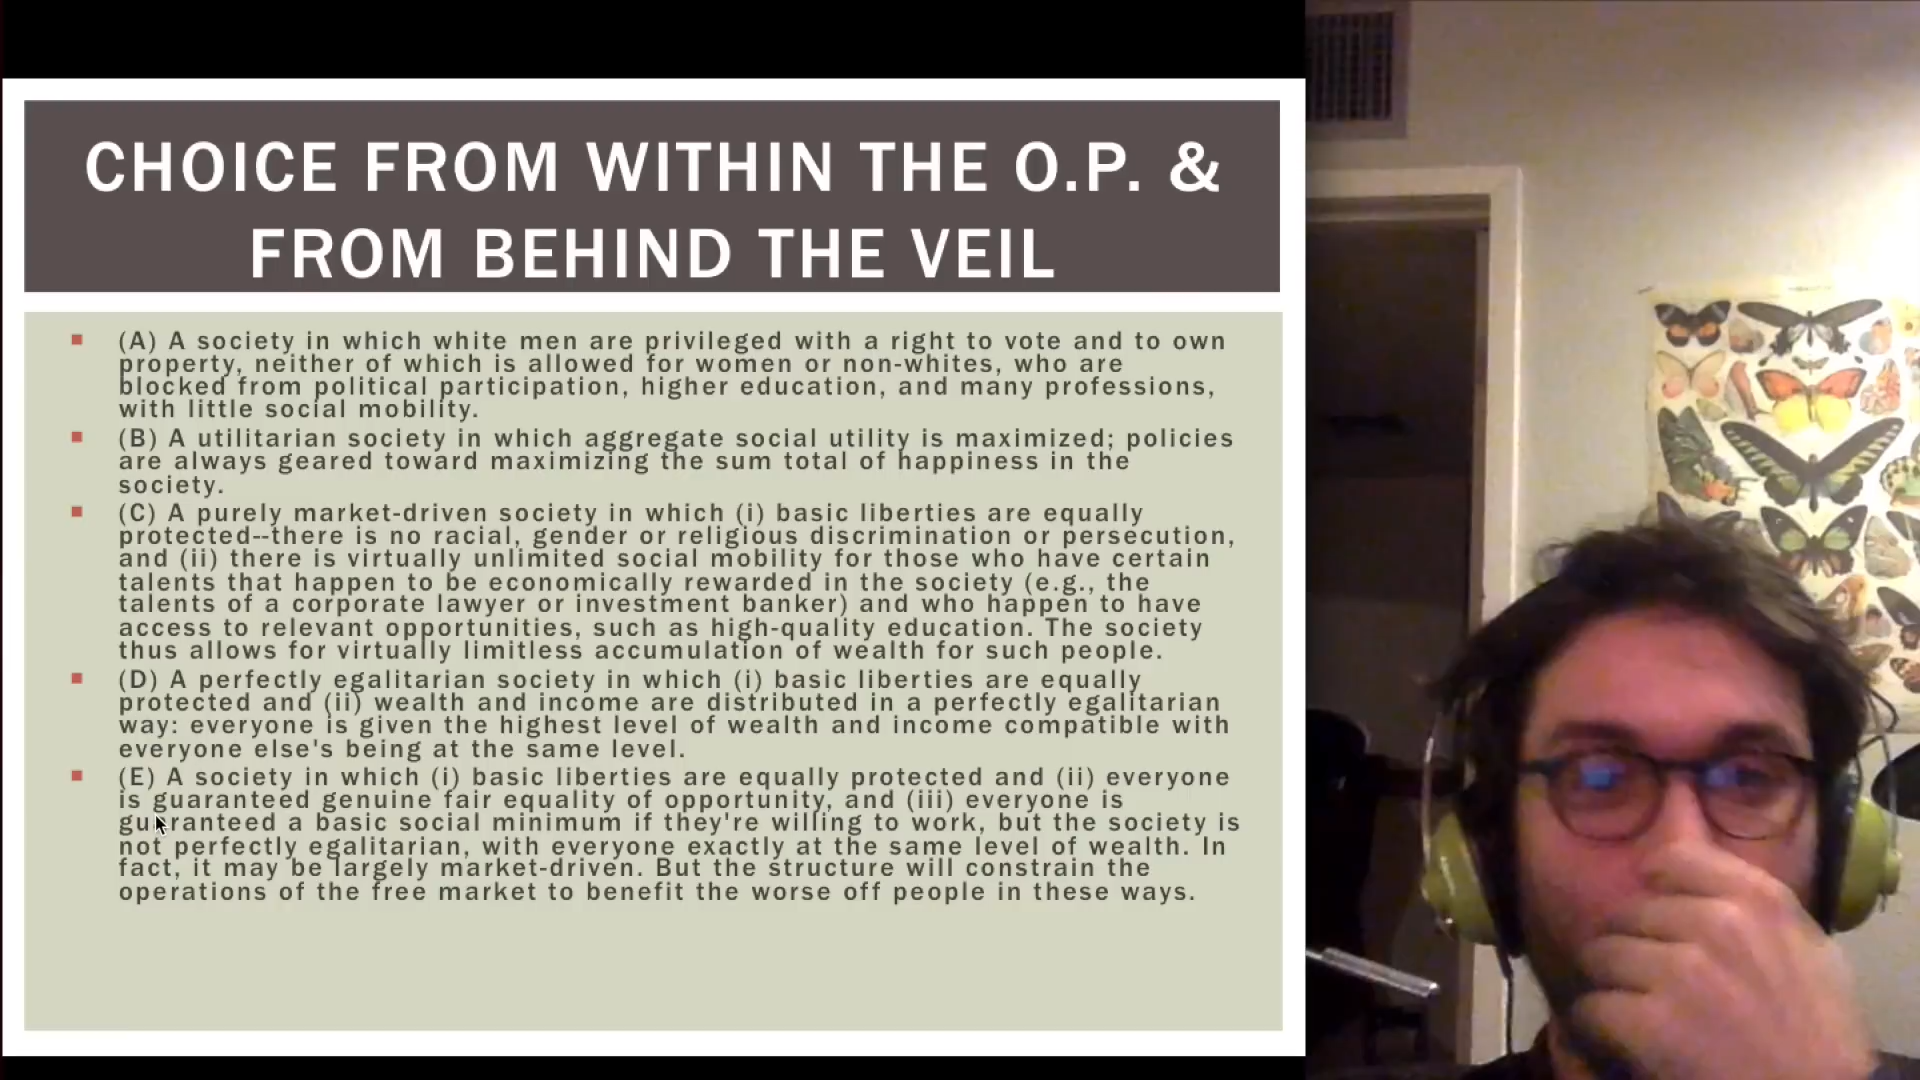 CHOICE FROM WITHIN THE O.P. &
FROM BEHIND THE VEIL
(A) A society in which white men are privileged with a right to vote and to own
property, neither of which is allowed for women or non-whites, who are
blocked from political participation, higher education, and many professions,
with little social mobility.
(B) A utilitarian society in which aggregate social utility is maximized; policies
are always geared toward maximizing the sum total of happiness in the
society.
(C) A purely market-driven society in which (i) basic liberties are equally
protected--there is no racial, gender or religious discrimination or persecution,
and (ii) there is virtually unlimited social mobility for those who have certain
talents that happen to be economically rewarded in the society (e.g., the
talents of a corporate lawyer or investment banker) and who happen to have
access to relevant opportunities, such as high-quality education. The society
thus allows for virtually limitless accumulation of wealth for such people.
(D) A perfectly egalitarian society in which (i) basic liberties are equally
protected and (ii) wealth and income are distributed in a perfectly egalitarian
way: everyone is given the highest level of wealth and income compatible with
everyone else's being at the same level.
(E) A society in which (i) basic liberties are equally protected and (ii) everyone
is guaranteed genuine fair equality of opportunity, and (iii) everyone is
guaranteed a basic social minimum if they're willing to work, but the society is
not perfectly egalitarian, with everyone exactly at the same level of wealth. In
fact, it may be largely market-driven. But the structure will constrain the
operations of the free market to benefit the worse off people in these ways.